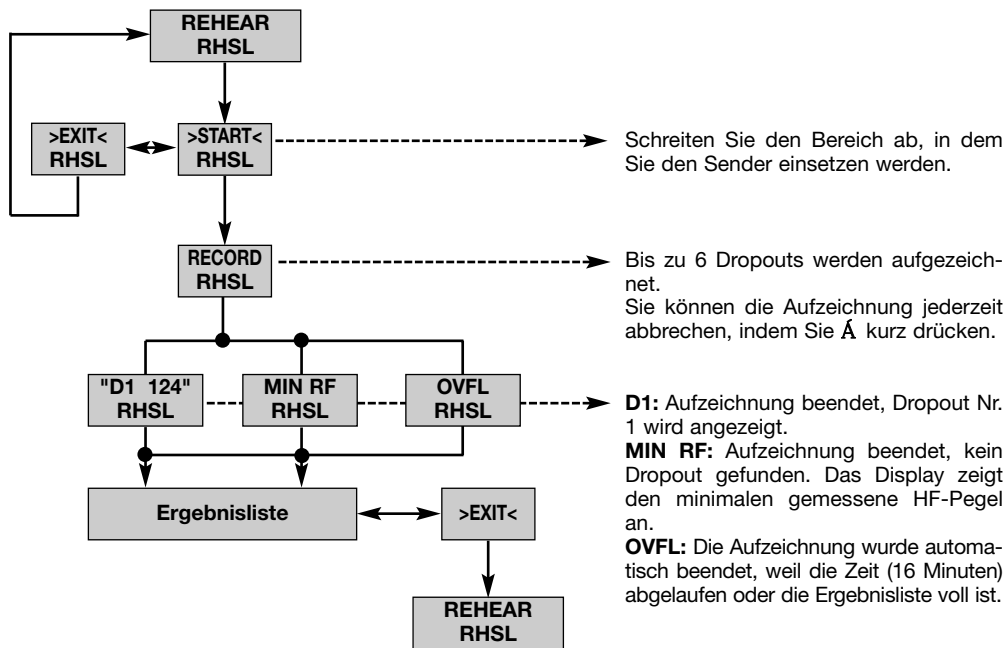 REHEAR
RHSL
>EXIT<
RHSL
>START<
RHSL
Schreiten Sie den Bereich ab, in dem
Sie den Sender einsetzen werden.
RECORD
RHSL
Bis zu 6 Dropouts werden aufgezeich-
net.
Sie können die Aufzeichnung jederzeit
abbrechen, indem Sie Á kurz drücken.
"D1 124"
RHSL
MIN RF
RHSL
OVFL
RHSL
D1: Aufzeichnung beendet, Dropout Nr.
1 wird angezeigt.
MIN RF: Aufzeichnung beendet, kein
Dropout gefunden. Das Display zeigt
den minimalen gemessene HF-Pegel
an.
OVFL: Die Aufzeichnung wurde automa-
tisch beendet, weil die Zeit (16 Minuten)
abgelaufen oder die Ergebnisliste voll ist.
Ergebnisliste
>EXIT<
REHEAR
RHSL